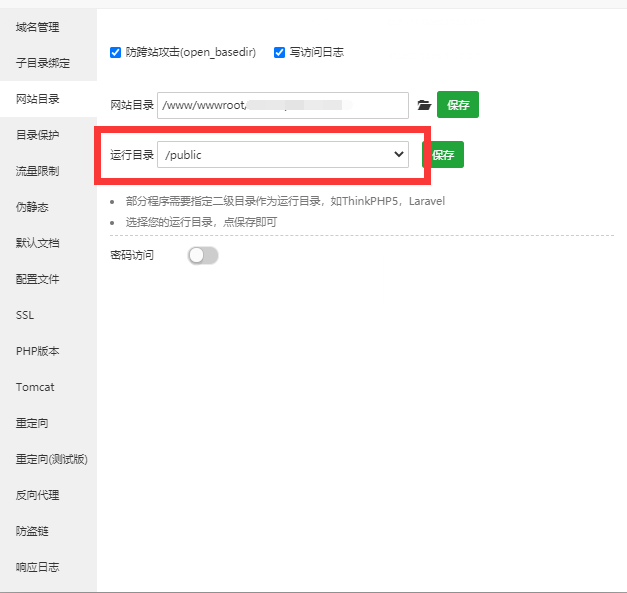 域名管理
子目录绑定
网站目录
目录保护
流量限制
伪静态
默认文档
配置文件
SSL
PHP版本
Tomcat
重定向
重定向(测试版)
反向代理
防盗链
响应日志
防跨站攻击(open_basedir) 写访问日志
网站目录 /www/wwwroot/ 保存
运行目录 /public 保存
部分程序需要指定二级目录作为运行目录，如ThinkPHP5，Laravel
选择您的运行目录，点保存即可
密码访问